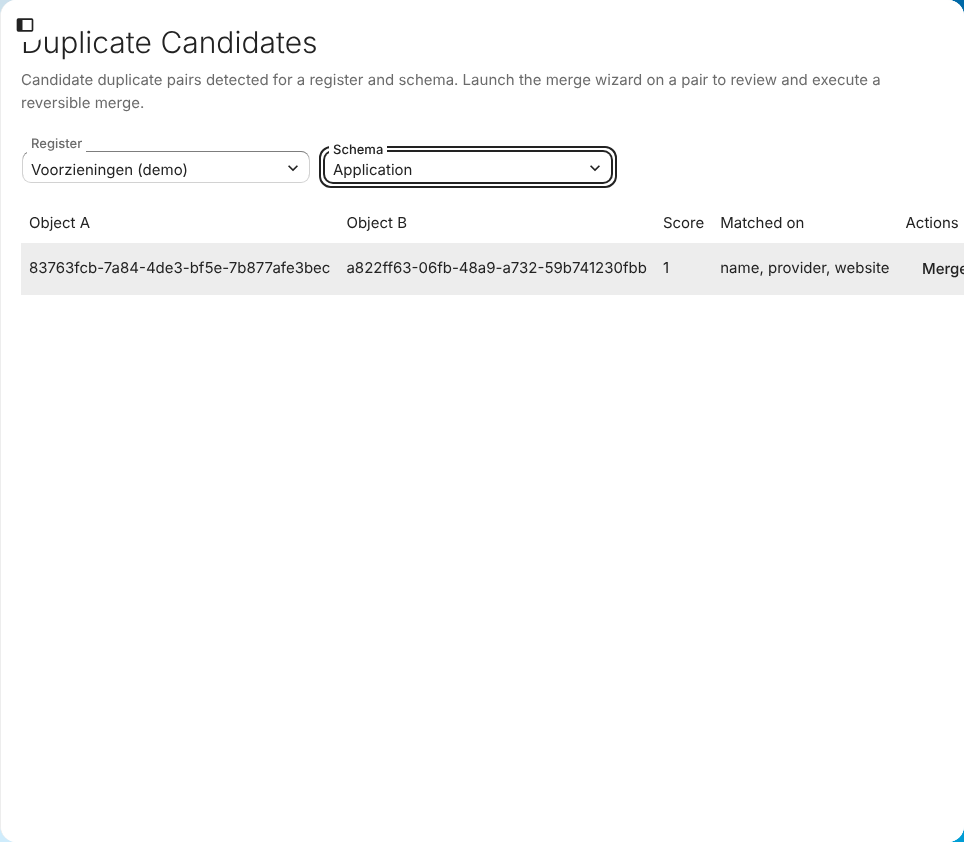 Duplicate Candidates
Candidate duplicate pairs detected for a register and schema. Launch the merge wizard on a pair to review and execute a
reversible merge.
Register
Schema
Voorzieningen (demo)
Application
Object A Object B Score Matched on Actions
83763fcb-7a84-4de3-bf5e-7b877afe3bec a822ff63-06fb-48a9-a732-59b741230fbb 1 name, provider, website Merge